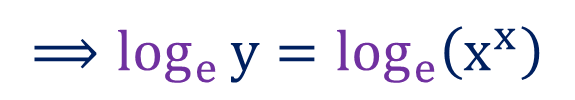 ⟹ logₑ y = logₑ(xˣ)